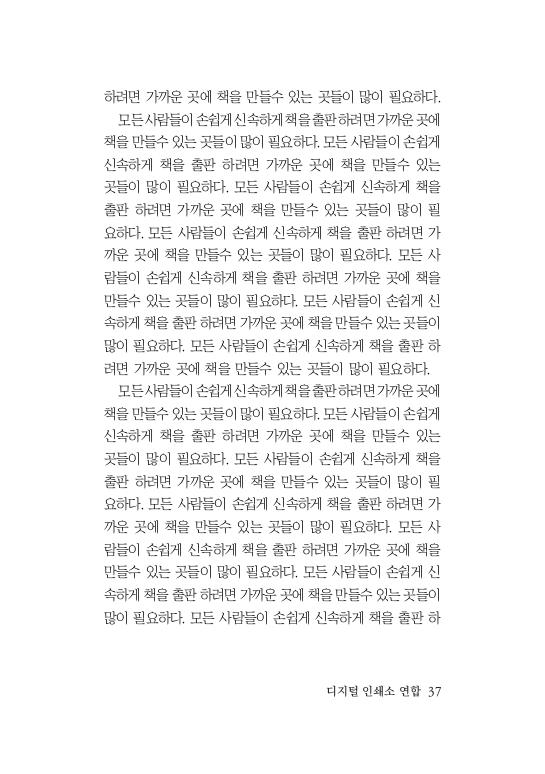 하려면 가까운 곳에 책을 만들수 있는 곳들이 많이 필요하다.
모든 사람들이 손쉽게 신속하게 책을 출판 하려면 가까운 곳에
책을 만들수 있는 곳들이 많이 필요하다. 모든 사람들이 손쉽게
신속하게 책을 출판 하려면 가까운 곳에 책을 만들수 있는
곳들이 많이 필요하다. 모든 사람들이 손쉽게 신속하게 책을
출판 하려면 가까운 곳에 책을 만들수 있는 곳들이 많이 필
요하다. 모든 사람들이 손쉽게 신속하게 책을 출판 하려면 가
까운 곳에 책을 만들수 있는 곳들이 많이 필요하다. 모든 사
람들이 손쉽게 신속하게 책을 출판 하려면 가까운 곳에 책을
만들수 있는 곳들이 많이 필요하다. 모든 사람들이 손쉽게 신
속하게 책을 출판 하려면 가까운 곳에 책을 만들수 있는 곳들이
많이 필요하다. 모든 사람들이 손쉽게 신속하게 책을 출판 하
려면 가까운 곳에 책을 만들수 있는 곳들이 많이 필요하다.
모든 사람들이 손쉽게 신속하게 책을 출판 하려면 가까운 곳에
책을 만들수 있는 곳들이 많이 필요하다. 모든 사람들이 손쉽게
신속하게 책을 출판 하려면 가까운 곳에 책을 만들수 있는
곳들이 많이 필요하다. 모든 사람들이 손쉽게 신속하게 책을
출판 하려면 가까운 곳에 책을 만들수 있는 곳들이 많이 필
요하다. 모든 사람들이 손쉽게 신속하게 책을 출판 하려면 가
까운 곳에 책을 만들수 있는 곳들이 많이 필요하다. 모든 사
람들이 손쉽게 신속하게 책을 출판 하려면 가까운 곳에 책을
만들수 있는 곳들이 많이 필요하다. 모든 사람들이 손쉽게 신
속하게 책을 출판 하려면 가까운 곳에 책을 만들수 있는 곳들이
많이 필요하다. 모든 사람들이 손쉽게 신속하게 책을 출판 하
디지털 인쇄소 연합 37